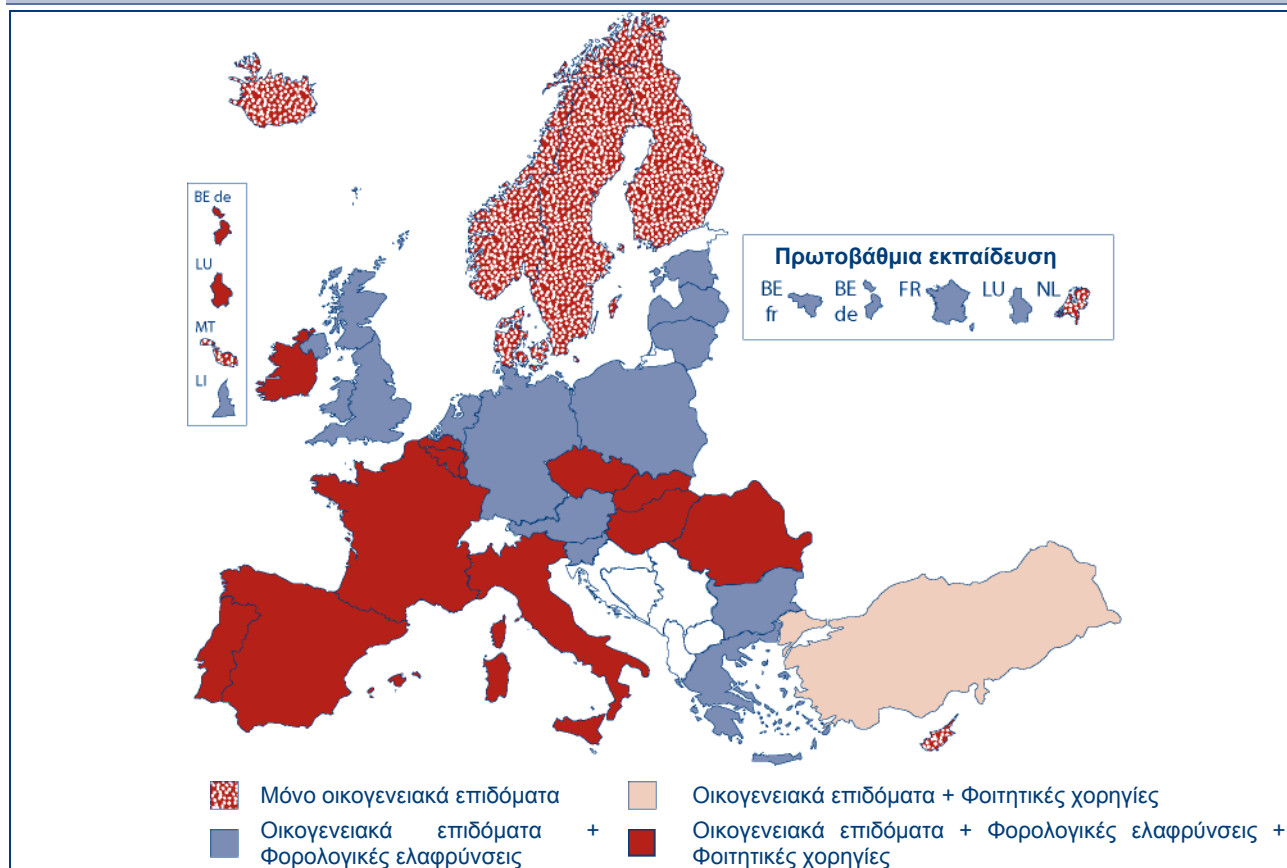 BE de
LU
MT
LI
Πρωτοβάθμια εκπαίδευση
BE fr
BE de
FR
LU
NL
Μόνο οικογενειακά επιδόματα
Οικογενειακά επιδόματα +
Φορολογικές ελαφρύνσεις
Οικογενειακά επιδόματα + Φοιτητικές χορηγίες
Οικογενειακά επιδόματα + Φορολογικές ελαφρύνσεις +
Φοιτητικές χορηγίες